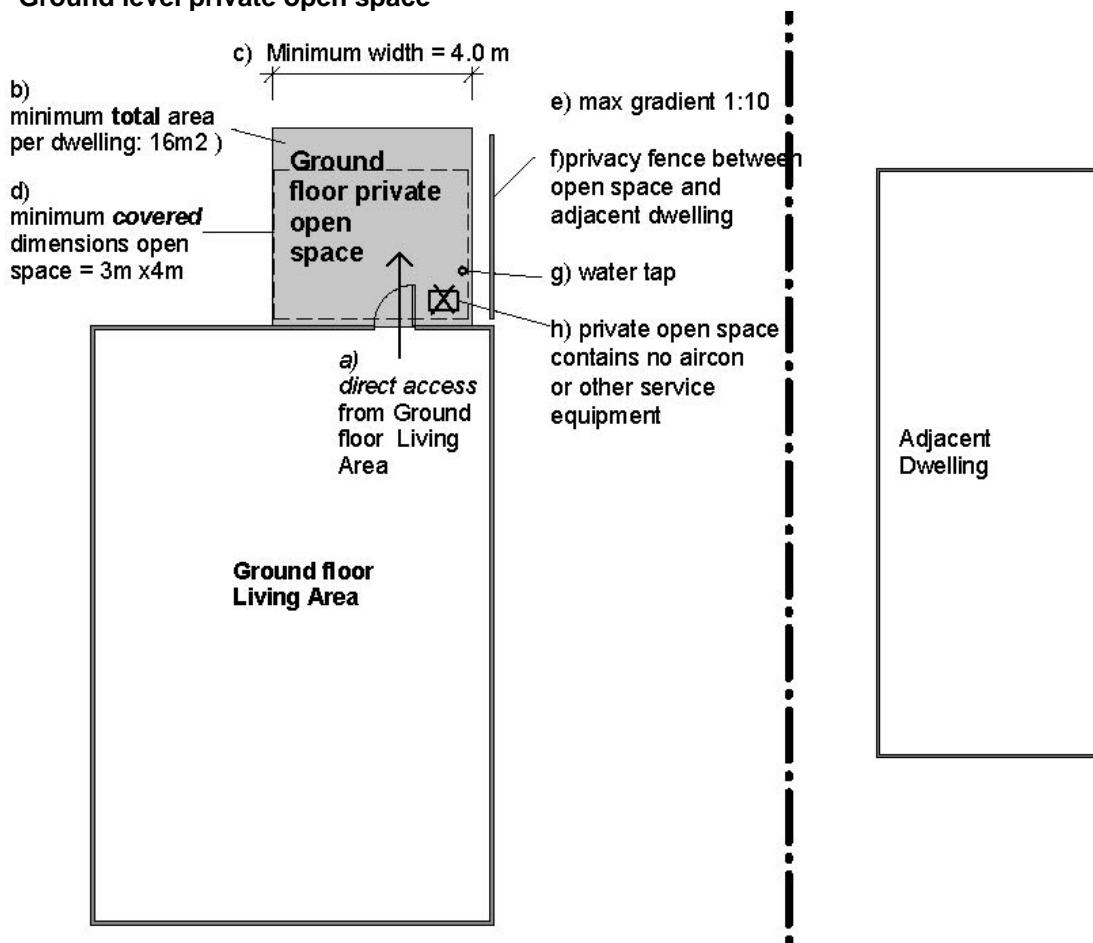 Ground level private open space
c) Minimum width = 4.0 m
b)
minimum total area
per dwelling: 16m2 )
d)
minimum covered
dimensions open
space = 3m x4m
Ground
floor private
open
space
e) max gradient 1:10
f)privacy fence between
open space and
adjacent dwelling
g) water tap
h) private open space
contains no aircon
or other service
equipment
a)
direct access
from Ground
floor Living
Area
Ground floor
Living Area
Adjacent
Dwelling